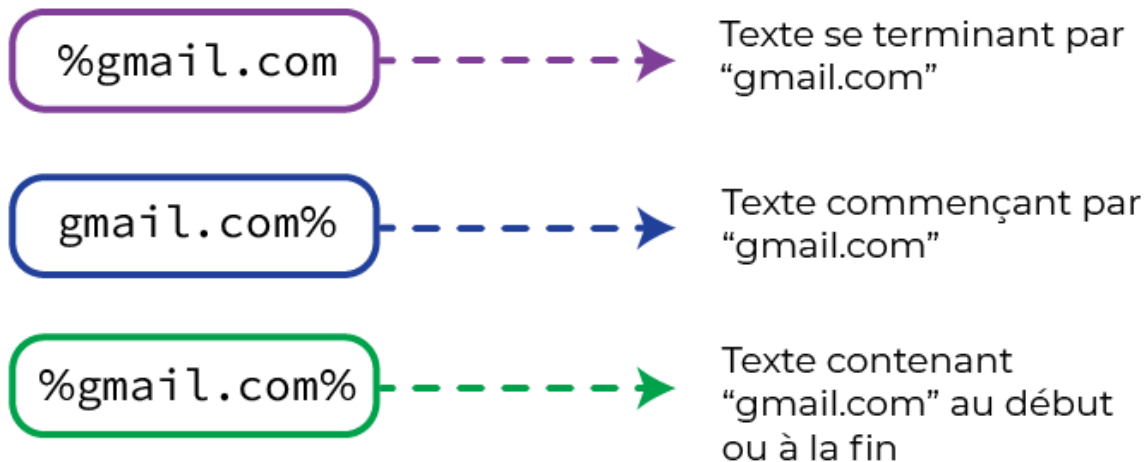 %gmail.com
Texte se terminant par
“gmail.com”
gmail.com%
Texte commençant par
“gmail.com”
%gmail.com%
Texte contenant
“gmail.com” au début
ou à la fin